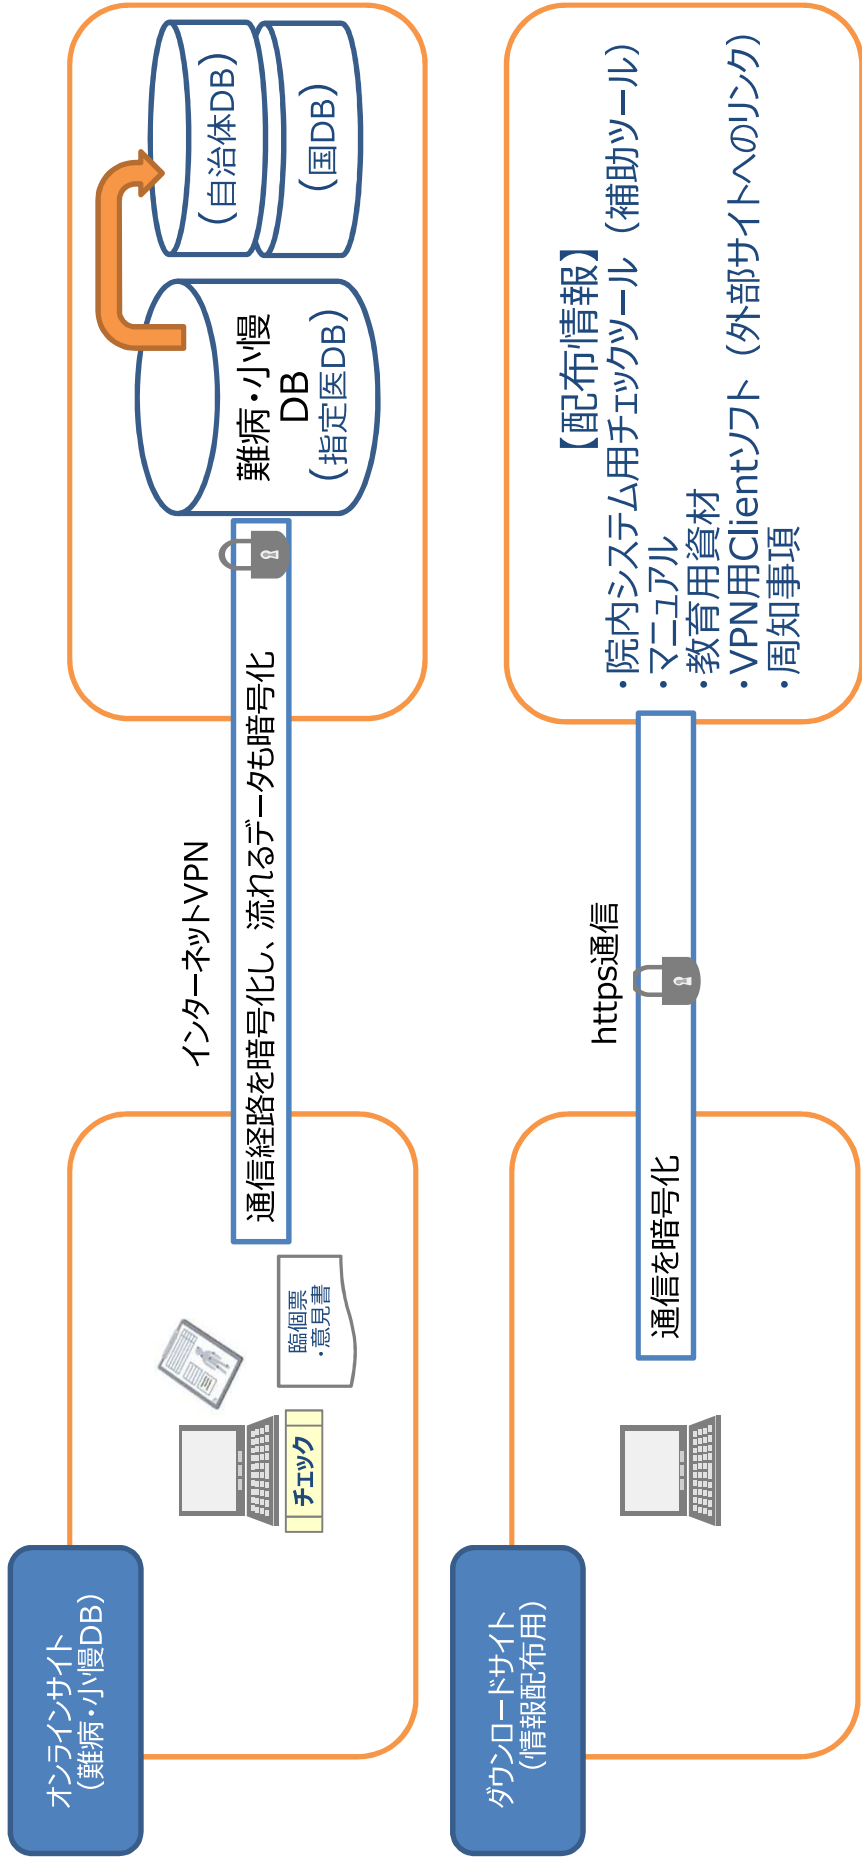 オンラインサイト
（難病・小慢DB）
チェック
臨個票
・意見書
インターネットVPN
通信経路を暗号化し、流れるデータも暗号化
難病・小慢
DB
（指定医DB）
（自治体DB）
（国DB）
ダウンロードサイト
（情報配布用）
https通信
通信を暗号化
【配布情報】
・院内システム用チェックツール（補助ツール）
・マニュアル
・教育用資材
・VPN用Clientソフト（外部サイトへのリンク）
・周知事項